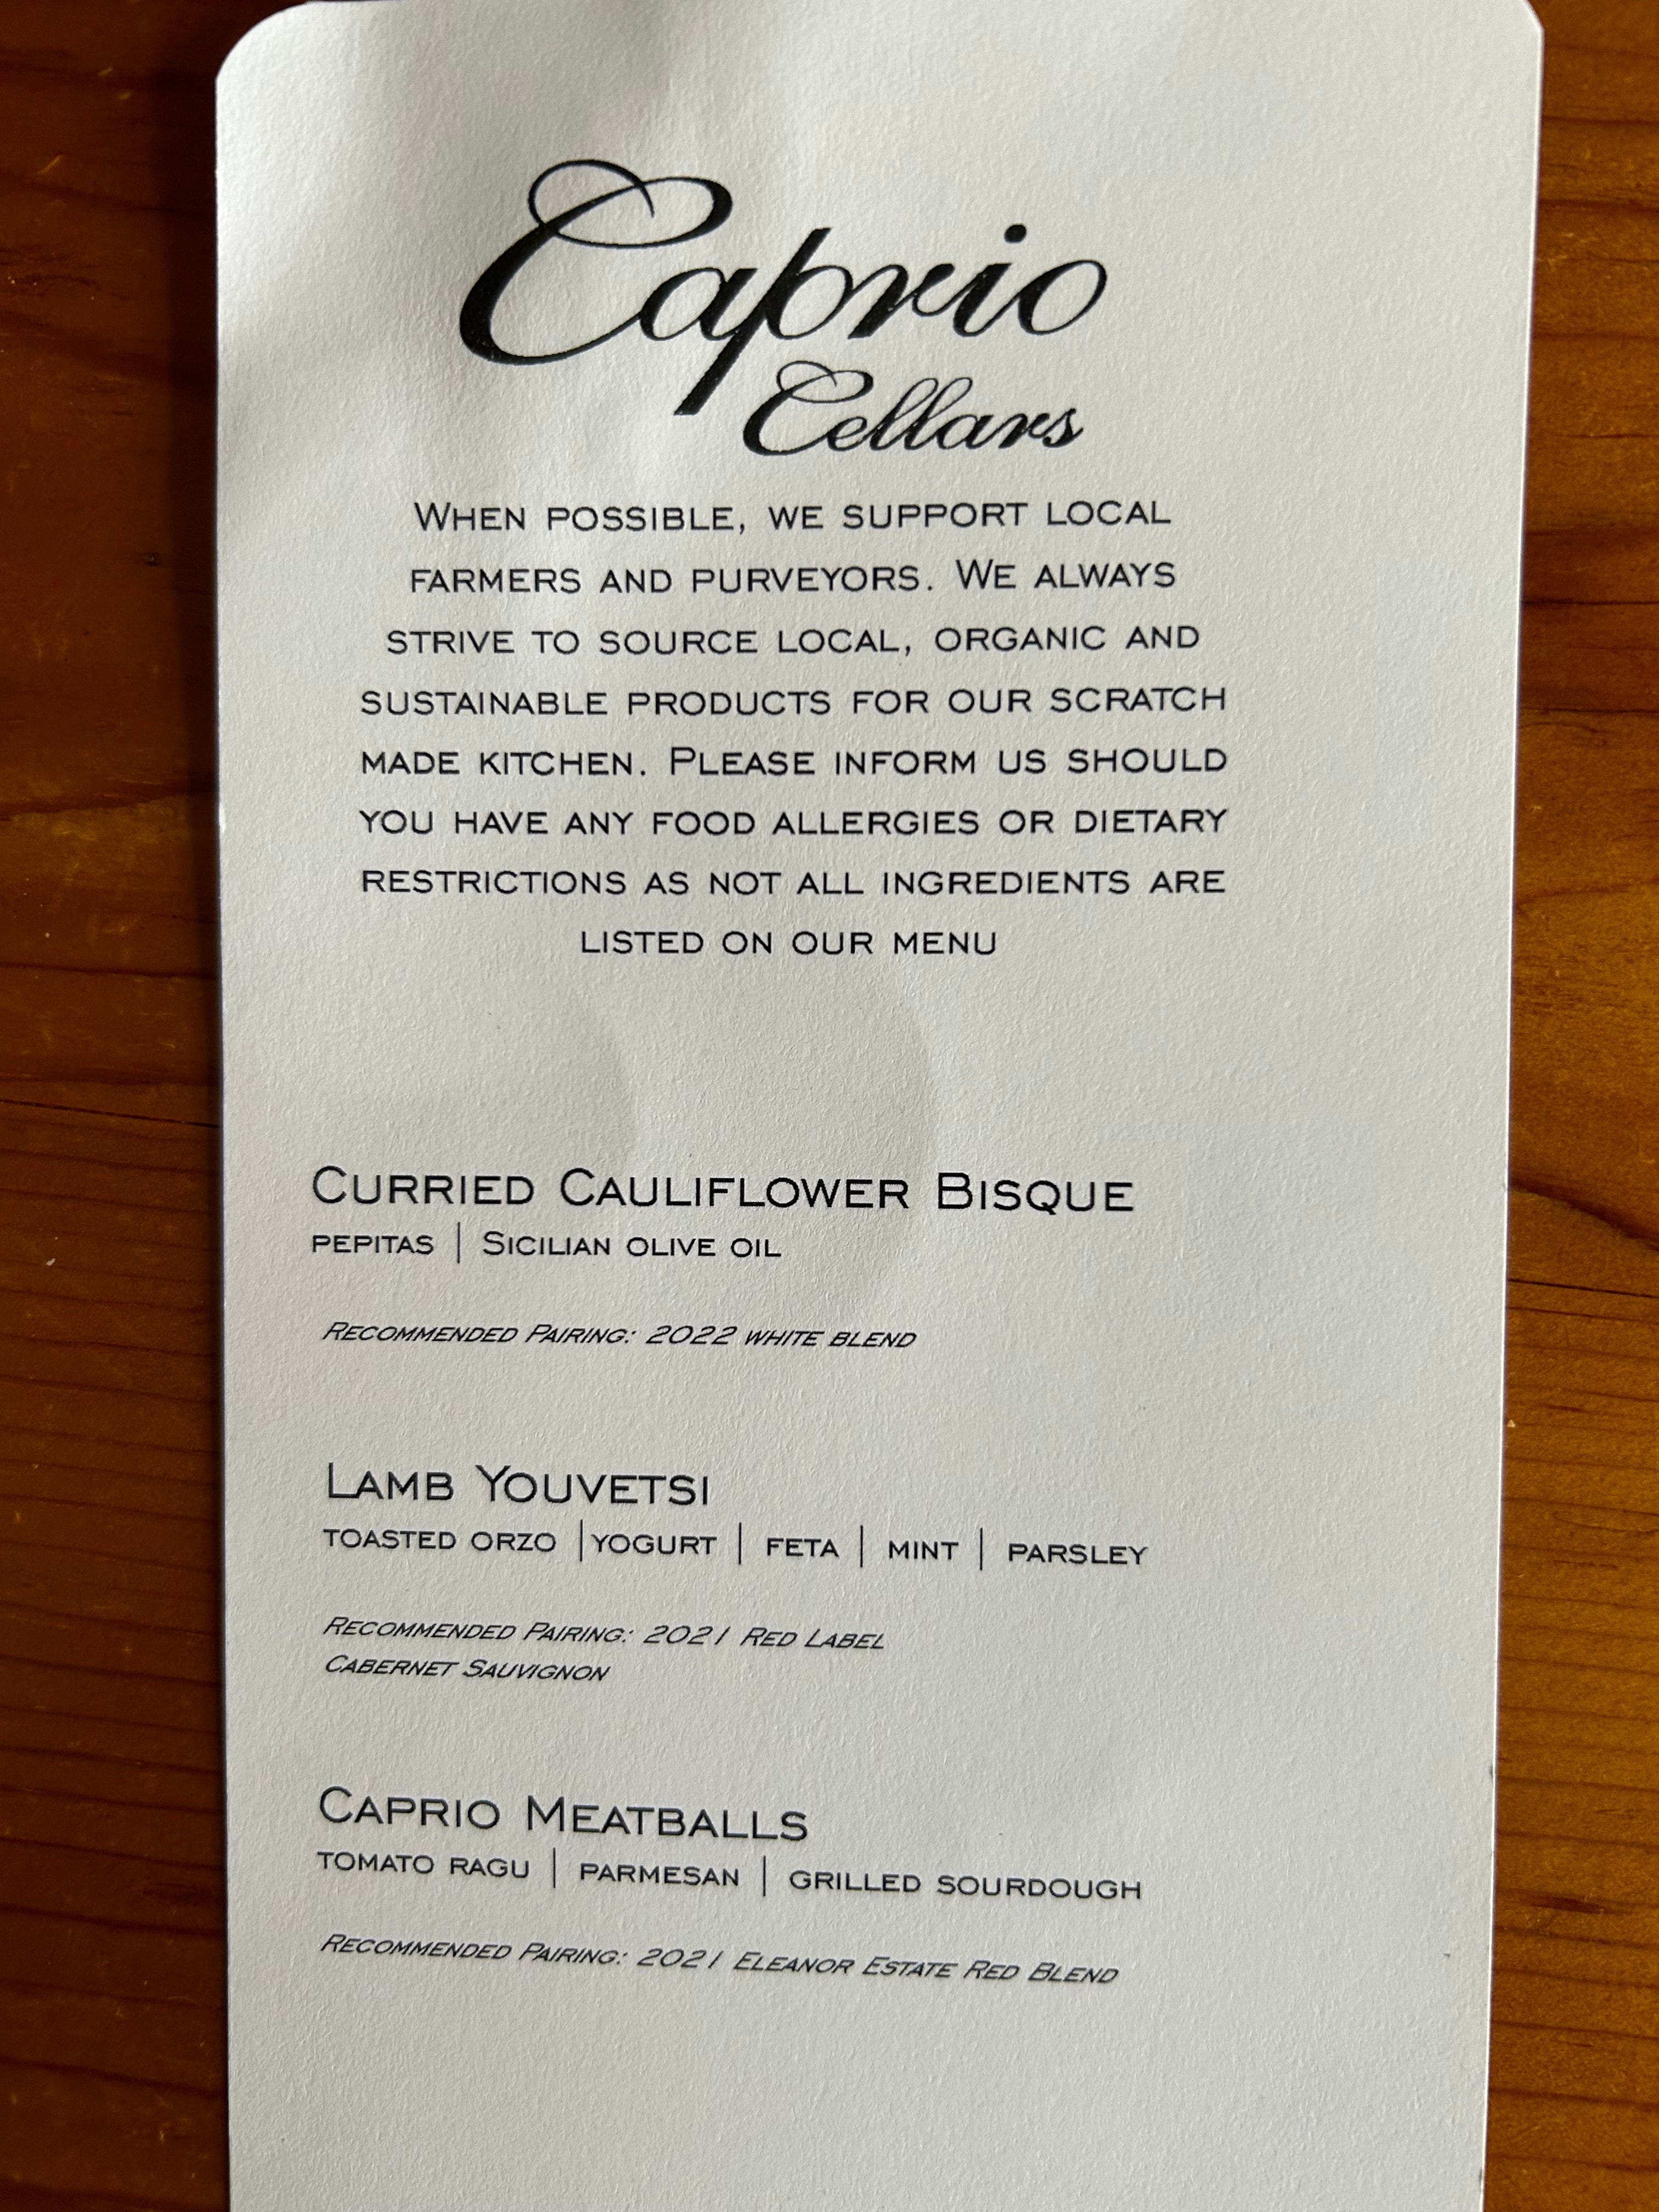 Caprio
Cellars
When possible, we support local
farmers and purveyors. We always
strive to source local, organic and
sustainable products for our scratch
made kitchen. Please inform us should
you have any food allergies or dietary
restrictions as not all ingredients are
listed on our menu
Curried Cauliflower Bisque
pepitas | Sicilian olive oil
Recommended Pairing: 2022 white blend
Lamb Youvetsi
toasted orzo |yogurt | feta | mint | parsley
Recommended Pairing: 2021 Red Label
Cabernet Sauvignon
Caprio Meatballs
tomato ragu | parmesan | grilled sourdough
Recommended Pairing: 2021 Eleanor Estate Red Blend